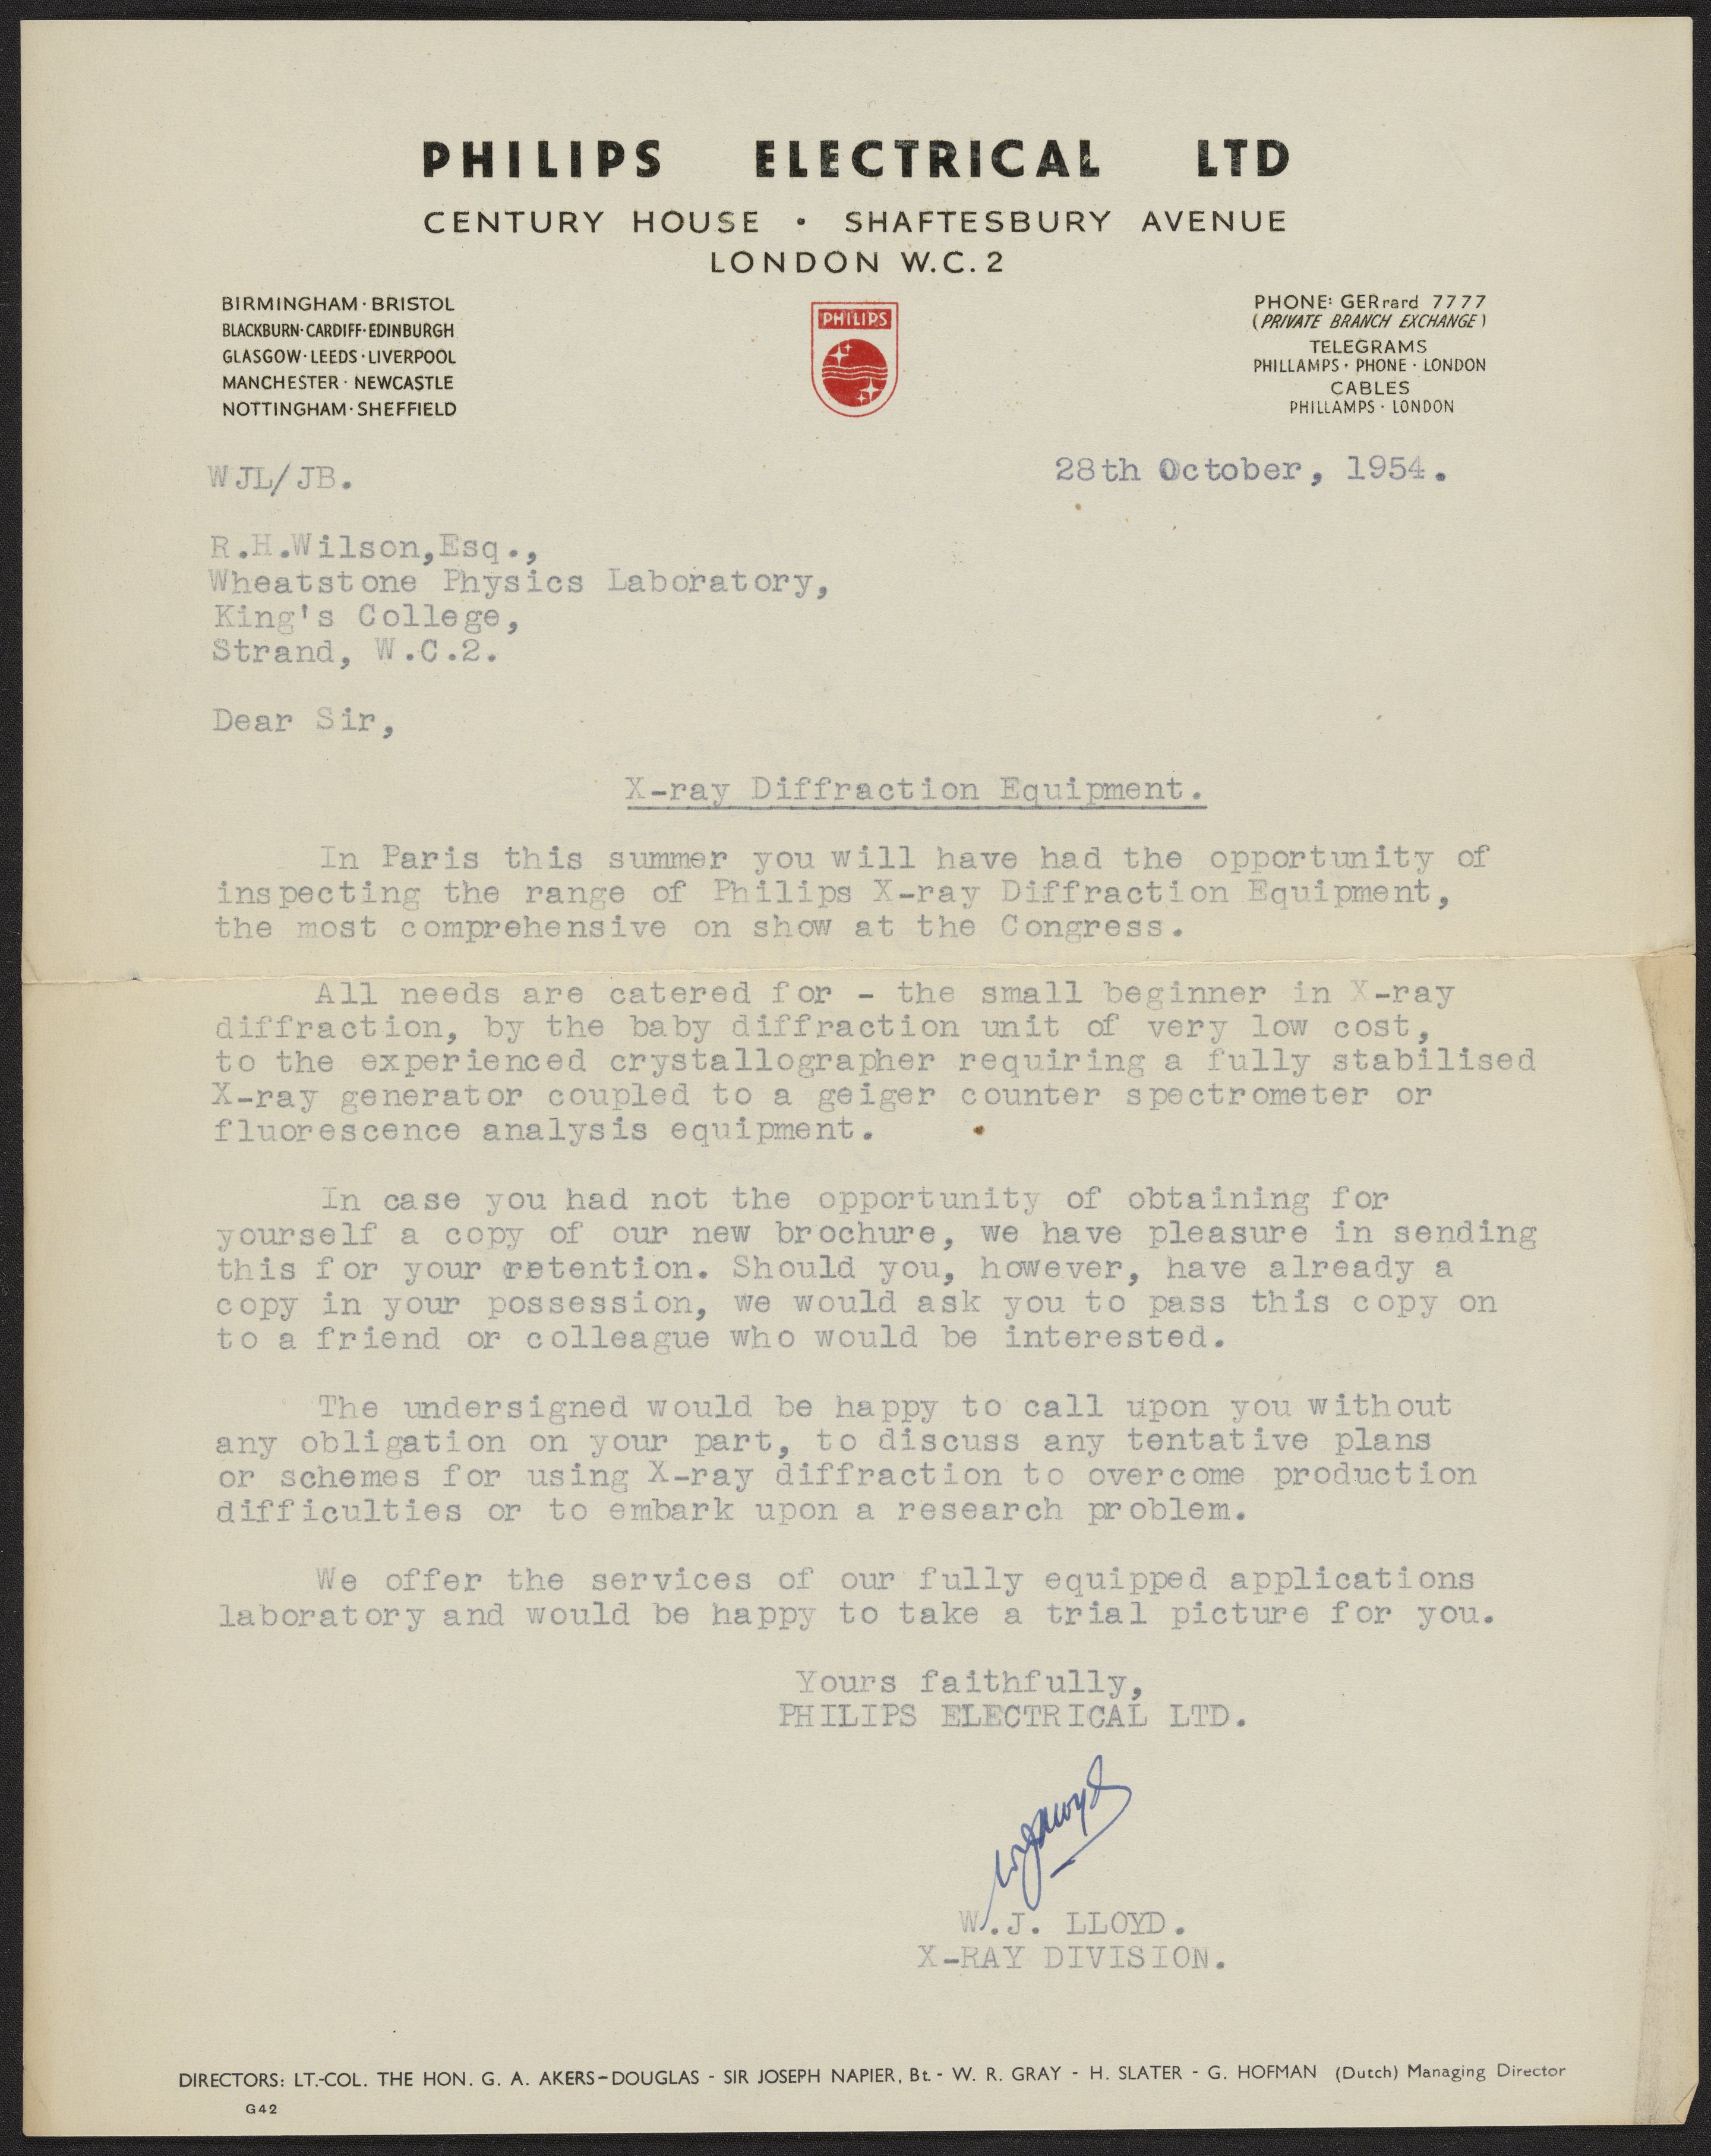 PHILIPS ELECTRICAL LTD
CENTURY HOUSE · SHAFTESBURY AVENUE
LONDON W.C.2
BIRMINGHAM · BRISTOL
BLACKBURN · CARDIFF · EDINBURGH
GLASGOW · LEEDS · LIVERPOOL
MANCHESTER · NEWCASTLE
NOTTINGHAM · SHEFFIELD
PHILIPS
PHONE: GERrard 7777
(PRIVATE BRANCH EXCHANGE)
TELEGRAMS
PHILLAMPS · PHONE · LONDON
CABLES
PHILLAMPS · LONDON
WJL/JB.
28th October, 1954.
R.H.Wilson,Esq.,
Wheatstone Physics Laboratory,
King's College,
Strand, W.C.2.
Dear Sir,
X-ray Diffraction Equipment.
In Paris this summer you will have had the opportunity of
inspecting the range of Philips X-ray Diffraction Equipment,
the most comprehensive on show at the Congress.
All needs are catered for - the small beginner in X-ray
diffraction, by the baby diffraction unit of very low cost,
to the experienced crystallographer requiring a fully stabilised
X-ray generator coupled to a geiger counter spectrometer or
fluorescence analysis equipment.
In case you had not the opportunity of obtaining for
yourself a copy of our new brochure, we have pleasure in sending
this for your retention. Should you, however, have already a
copy in your possession, we would ask you to pass this copy on
to a friend or colleague who would be interested.
The undersigned would be happy to call upon you without
any obligation on your part, to discuss any tentative plans
or schemes for using X-ray diffraction to overcome production
difficulties or to embark upon a research problem.
We offer the services of our fully equipped applications
laboratory and would be happy to take a trial picture for you.
Yours faithfully,
PHILIPS ELECTRICAL LTD.
WJLloyd
W.J. LLOYD.
X-RAY DIVISION.
DIRECTORS: LT.-COL. THE HON. G. A. AKERS-DOUGLAS - SIR JOSEPH NAPIER, Bt. - W. R. GRAY - H. SLATER - G. HOFMAN (Dutch) Managing Director
G42